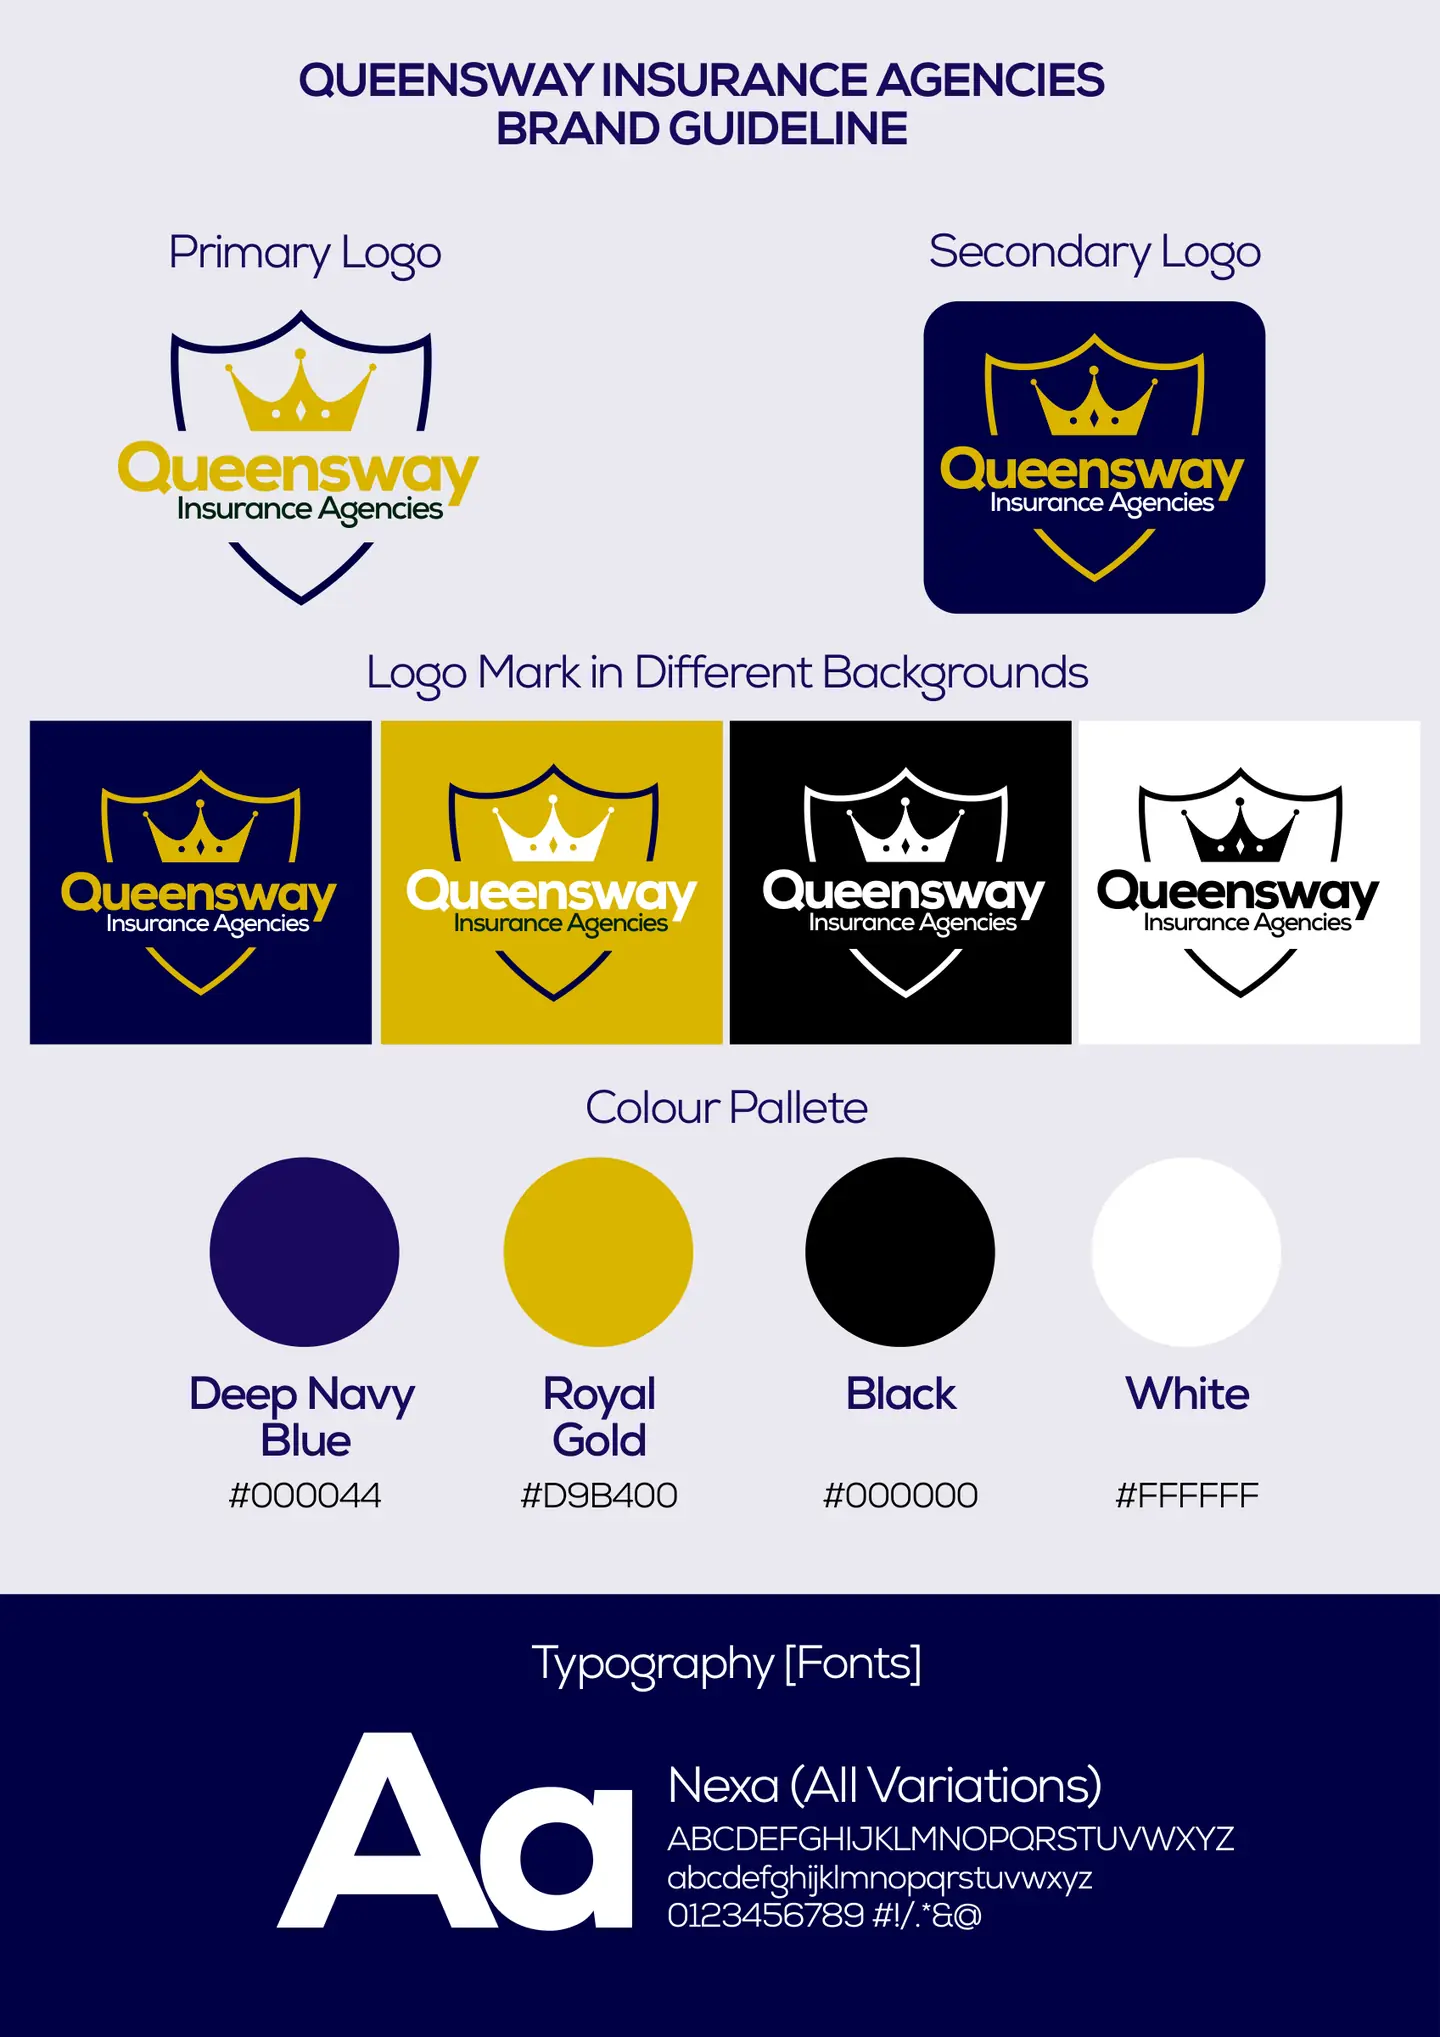 QUEENSWAY INSURANCE AGENCIES
BRAND GUIDELINE
Primary Logo
Queensway
Insurance Agencies
Secondary Logo
Queensway
Insurance Agencies
Logo Mark in Different Backgrounds
Queensway
Insurance Agencies
Queensway
Insurance Agencies
Queensway
Insurance Agencies
Queensway
Insurance Agencies
Colour Pallete
Deep Navy
Blue
#000044
Royal
Gold
#D9B400
Black
#000000
White
#FFFFFF
Typography [Fonts]
Aa
Nexa (All Variations)
ABCDEFGHIJKLMNOPQRSTUVWXYZ
abcdefghijklmnopqrstuvwxyz
0123456789 #!/.*&@